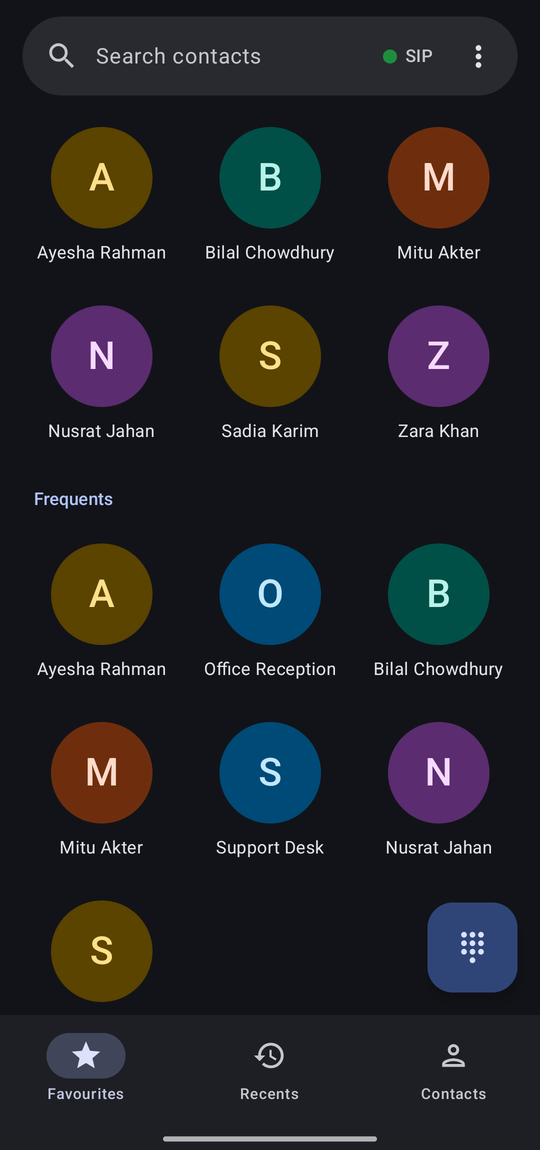 Search contacts
SIP
A
B
M
Ayesha Rahman
Bilal Chowdhury
Mitu Akter
N
S
Z
Nusrat Jahan
Sadia Karim
Zara Khan
Frequents
A
O
B
Ayesha Rahman
Office Reception
Bilal Chowdhury
M
S
N
Mitu Akter
Support Desk
Nusrat Jahan
S
Favourites
Recents
Contacts